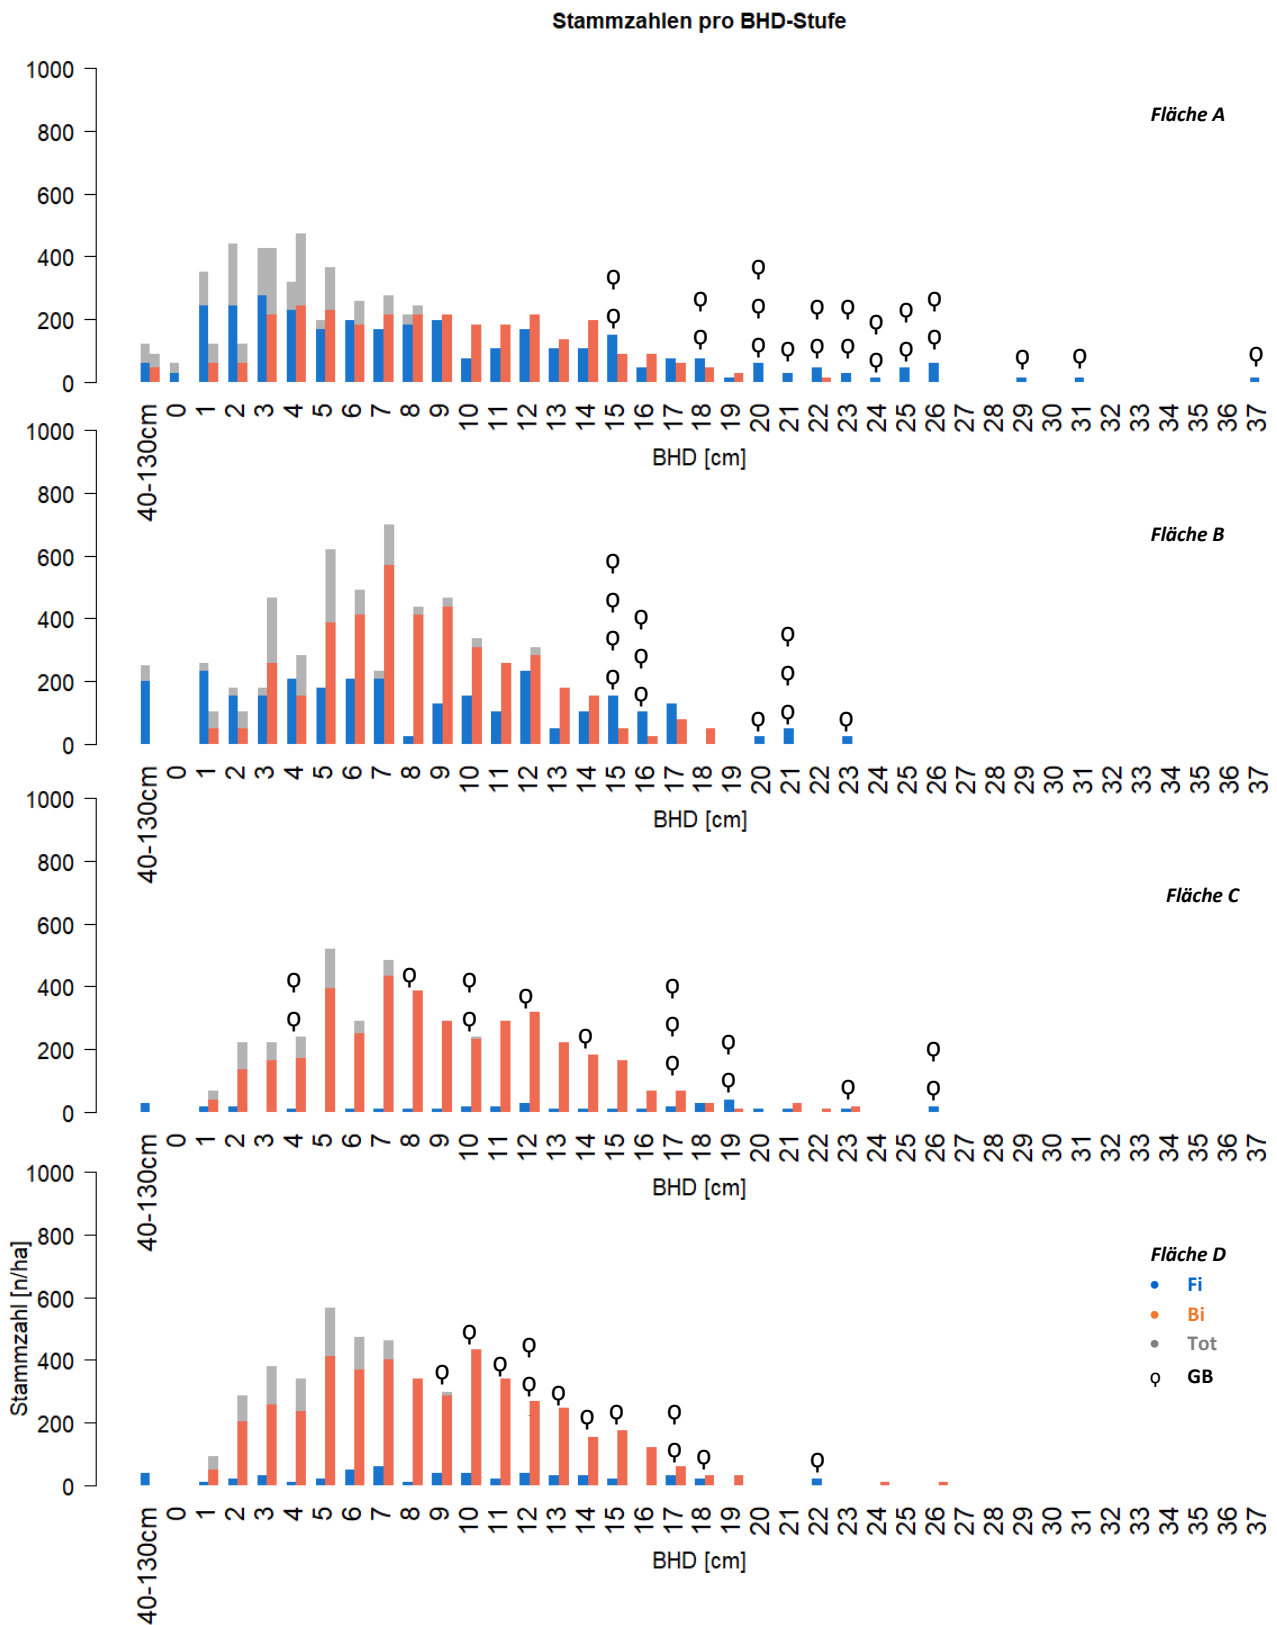 Stammzahlen pro BHD-Stufe
1000
800
600
400
200
0
Fläche A
40-130cm 0 1 2 3 4 5 6 7 8 9 10 11 12 13 14 15 16 17 18 19 20 21 22 23 24 25 26 27 28 29 30 31 32 33 34 35 36 37
BHD [cm]
1000
800
600
400
200
0
Fläche B
40-130cm 0 1 2 3 4 5 6 7 8 9 10 11 12 13 14 15 16 17 18 19 20 21 22 23 24 25 26 27 28 29 30 31 32 33 34 35 36 37
BHD [cm]
1000
800
600
400
200
0
Fläche C
40-130cm 0 1 2 3 4 5 6 7 8 9 10 11 12 13 14 15 16 17 18 19 20 21 22 23 24 25 26 27 28 29 30 31 32 33 34 35 36 37
BHD [cm]
Stammzahl [n/ha]
1000
800
600
400
200
0
Fläche D
Fi
Bi
Tot
GB
40-130cm 0 1 2 3 4 5 6 7 8 9 10 11 12 13 14 15 16 17 18 19 20 21 22 23 24 25 26 27 28 29 30 31 32 33 34 35 36 37
BHD [cm]